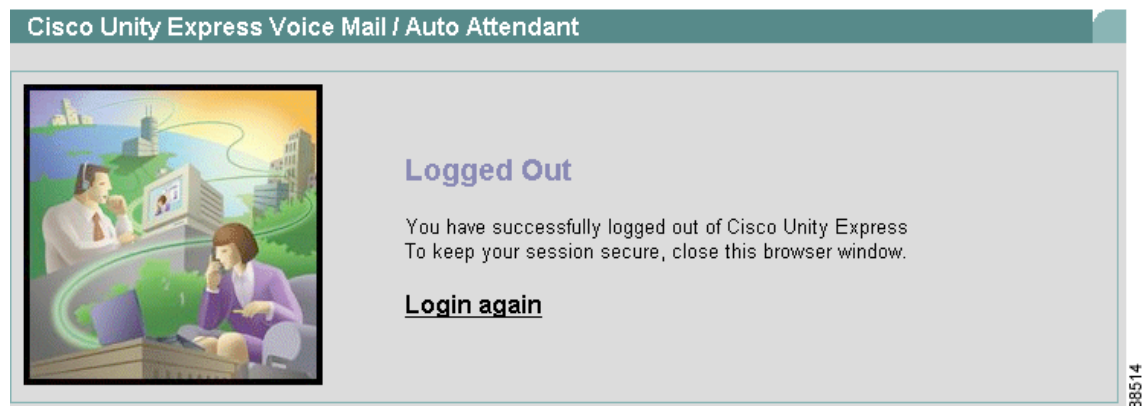 Cisco Unity Express Voice Mail / Auto Attendant
Logged Out
You have successfully logged out of Cisco Unity Express
To keep your session secure, close this browser window.
Login again
88514